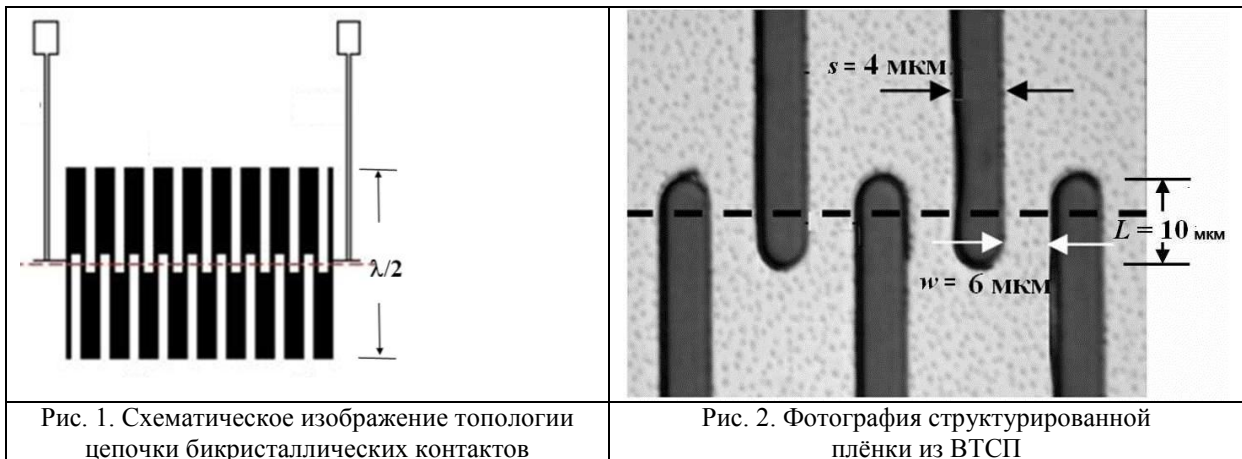 λ/2
s = 4 мкм
L = 10 мкм
w = 6 мкм
Рис. 1. Схематическое изображение топологии
цепочки бикристаллических контактов
Рис. 2. Фотография структурированной
плёнки из ВТСП